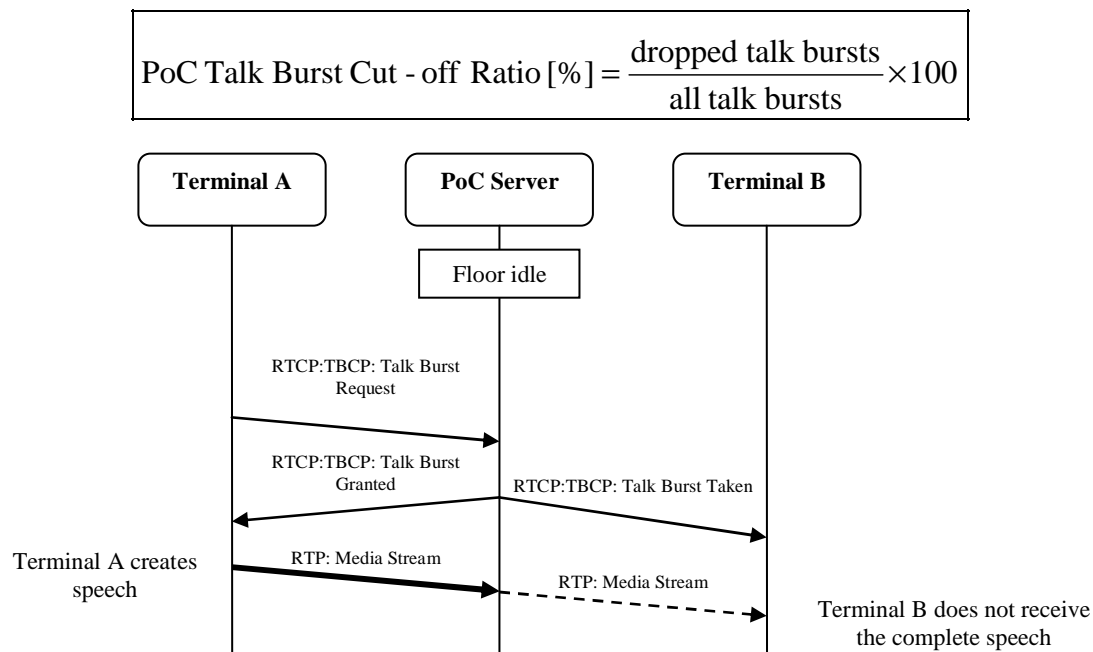 PoC Talk Burst Cut - off Ratio [%] = dropped talk bursts / all talk bursts ×100
Terminal A
PoC Server
Terminal B
Floor idle
RTCP:TBCP: Talk Burst
Request
RTCP:TBCP: Talk Burst
Granted
RTCP:TBCP: Talk Burst Taken
Terminal A creates
speech
RTP: Media Stream
RTP: Media Stream
Terminal B does not receive
the complete speech